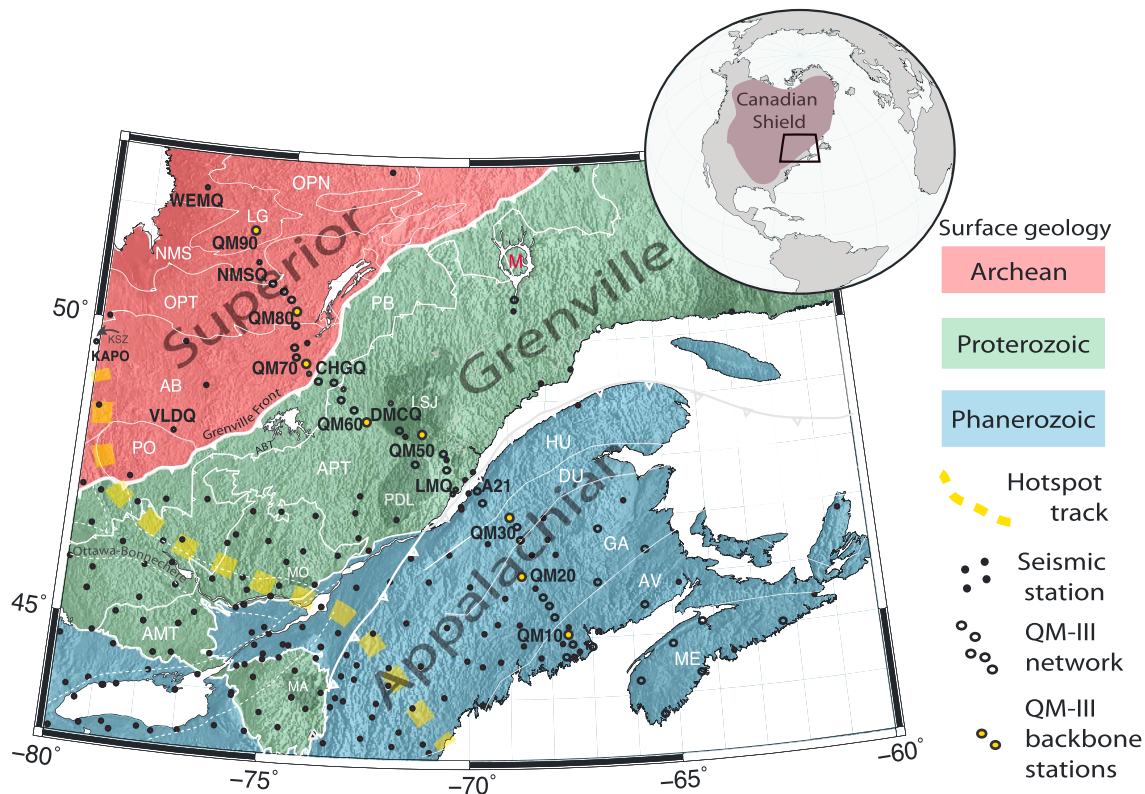 Canadian
Shield
OPN
WEMQ
LG
QM90
NMS
NMSQ
Superior
M
OPT
PB
QM80
50°
KSZ
KAPO
Grenville
QM70
CHGQ
AB
LSJ
VLDQ
Grenville Front
DMCQ
QM60
PO
ABT
QM50
HU
APT
DU
LMQ
A21
PDL
QM30
Appalachian
GA
Ottawa-Bonnechere
MO
QM20
AV
45°
AMT
QM10
ME
MA
−80°
−75°
−70°
−65°
−60°
Surface geology
Archean
Proterozoic
Phanerozoic
Hotspot
track
Seismic
station
QM-III
network
QM-III
backbone
stations